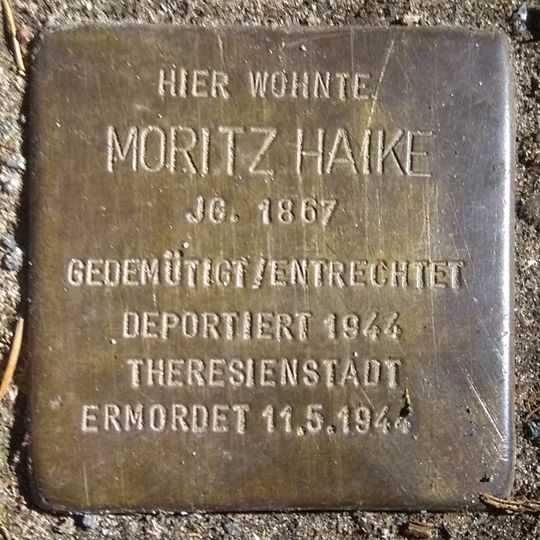 HIER WOHNTE
MORITZ HAIKE
JG. 1867
GEDEMÜTIGT/ENTRECHTET
DEPORTIERT 1944
THERESIENSTADT
ERMORDET 11.5.1944